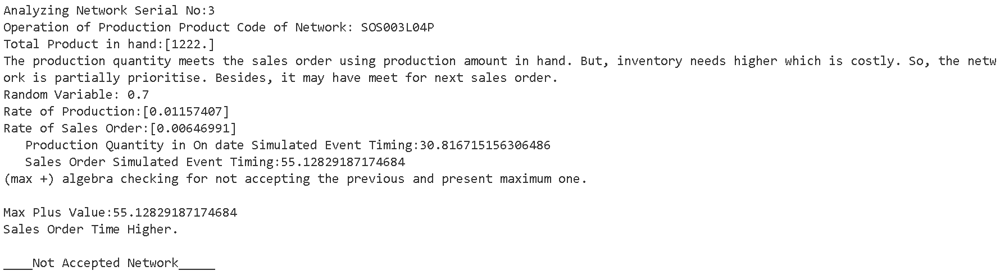 Analyzing Network Serial No:3
Operation of Production Product Code of Network: SOS003L04P
Total Product in hand:[1222.]
The production quantity meets the sales order using production amount in hand. But, inventory needs higher which is costly. So, the netw
ork is partially prioritise. Besides, it may have meet for next sales order.
Random Variable: 0.7
Rate of Production:[0.01157407]
Rate of Sales Order:[0.00646991]
   Production Quantity in On date Simulated Event Timing:30.816715156306486
   Sales Order Simulated Event Timing:55.12829187174684
(max +) algebra checking for not accepting the previous and present maximum one.
Max Plus Value:55.12829187174684
Sales Order Time Higher.
____Not Accepted Network_____